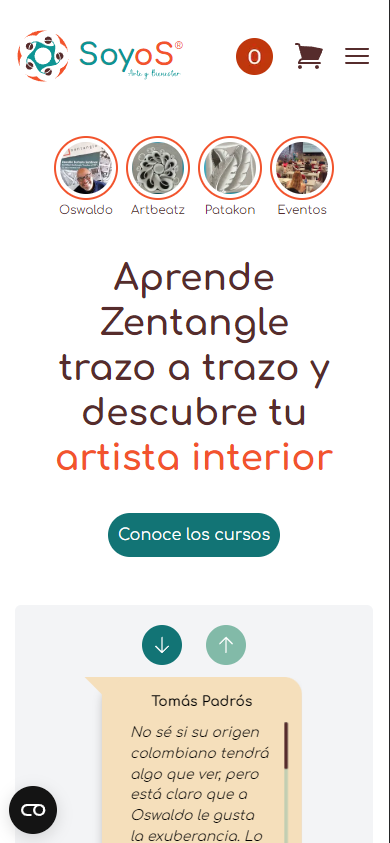 SoyoS®
Arte y Bienestar
0
Oswaldo
Artbeatz
Patakon
Eventos
Aprende
Zentangle
trazo a trazo y
descubre tu
artista interior
Conoce los cursos
Tomás Padrós
No sé si su origen
colombiano tendrá
algo que ver, pero
está claro que a
Oswaldo le gusta
la exuberancia. Lo